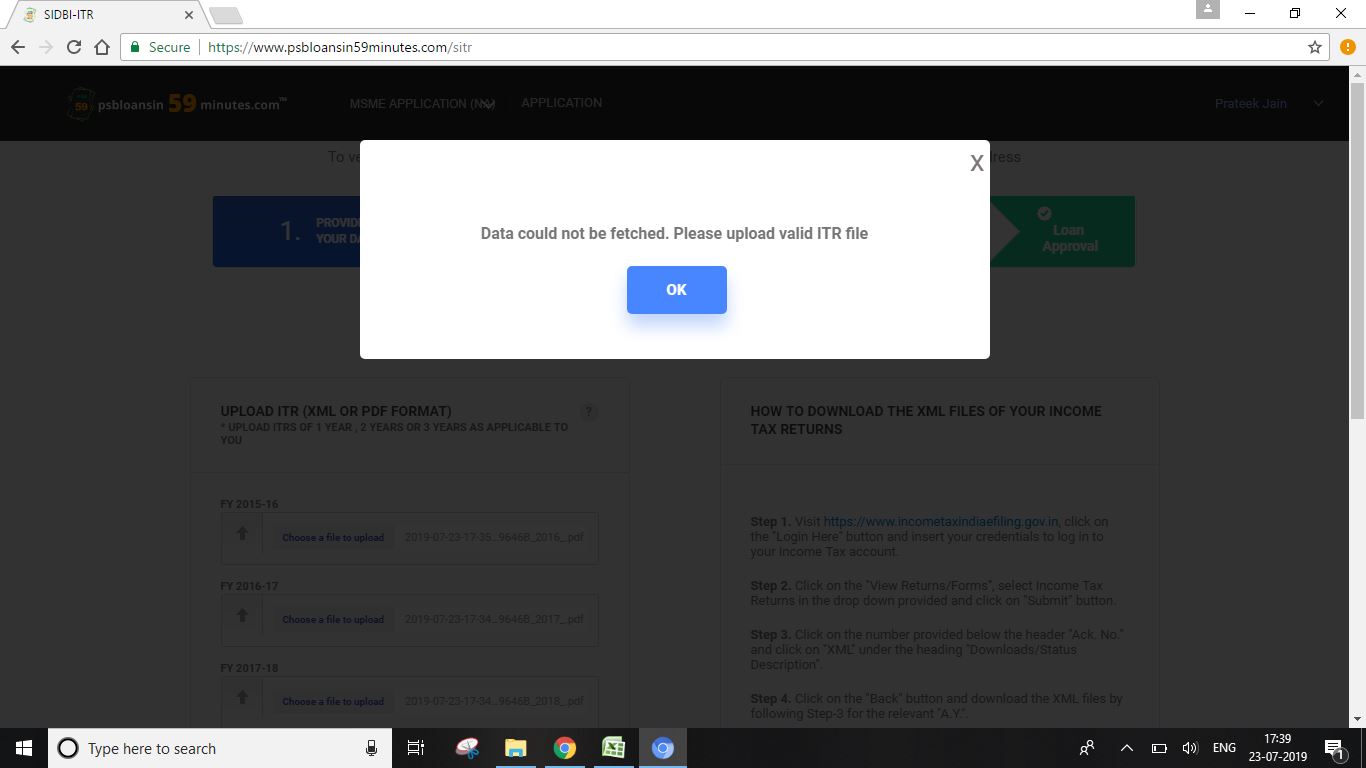 SIDBI-ITR
Secure
https://www.psbloansin59minutes.com/sitr
59
psbloansin 59 minutes.com™
MSME APPLICATION
APPLICATION
Prateek Jain
To
X
1.
YOUR
Data could not be fetched. Please upload valid ITR file
OK
Loan
Approval
UPLOAD ITR (XML OR PDF FORMAT)
?
* UPLOAD ITRS OF 1 YEAR , 2 YEARS OR 3 YEARS AS APPLICABLE TO
YOU
FY 2015-16
Choose a file to upload
2019-07-23-17-35...9646B_2016_.pdf
FY 2016-17
Choose a file to upload
2019-07-23-17-34...9646B_2017_.pdf
FY 2017-18
Choose a file to upload
2019-07-23-17-34...9646B_2018_.pdf
HOW TO DOWNLOAD THE XML FILES OF YOUR INCOME
TAX RETURNS
Step 1. Visit https://www.incometaxindiaefiling.gov.in, click on
the "Login Here" button and insert your credentials to log in to
your Income Tax account.
Step 2. Click on the "View Returns/Forms", select Income Tax
Returns in the drop down provided and click on "Submit" button.
Step 3. Click on the number provided below the header "Ack. No."
and click on "XML" under the heading "Downloads/Status
Description".
Step 4. Click on the "Back" button and download the XML files by
following Step-3 for the relevant "A.Y.".
Type here to search
ENG
17:39
23-07-2019
1